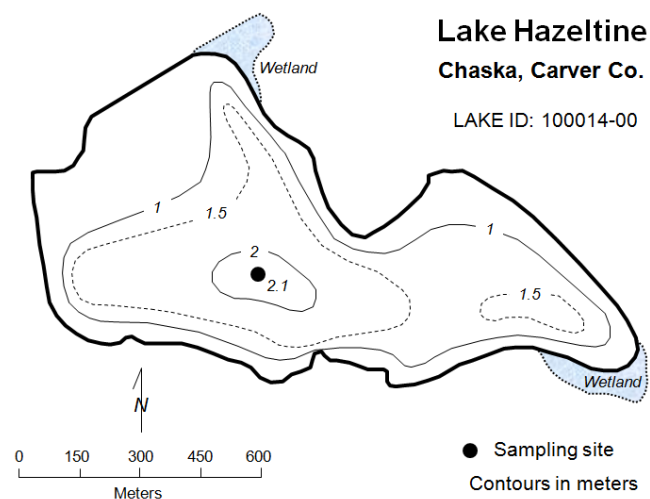 Lake Hazeltine
Chaska, Carver Co.
LAKE ID: 100014-00
Wetland
1
1.5
1
2
2.1
1.5
Wetland
N
0 150 300 450 600
Meters
Sampling site
Contours in meters